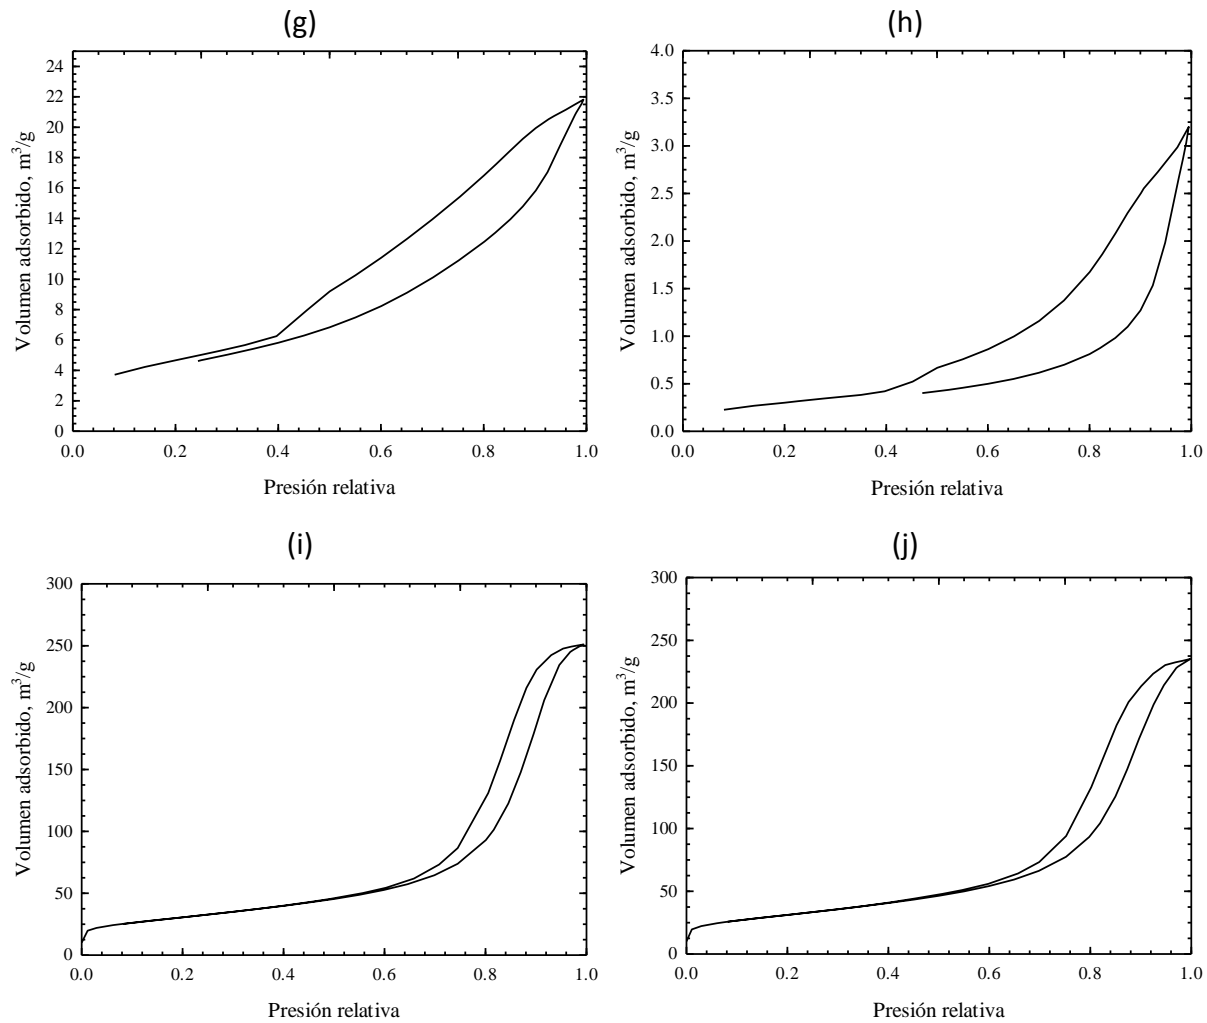 (g)
24
22
20
18
16
14
12
10
8
6
4
2
0
0.0 0.2 0.4 0.6 0.8 1.0
Volumen adsorbido, m³/g
Presión relativa
(h)
4.0
3.5
3.0
2.5
2.0
1.5
1.0
0.5
0.0
0.0 0.2 0.4 0.6 0.8 1.0
Volumen adsorbido, m³/g
Presión relativa
(i)
300
250
200
150
100
50
0
0.0 0.2 0.4 0.6 0.8 1.0
Volumen adsorbido, m³/g
Presión relativa
(j)
300
250
200
150
100
50
0
0.0 0.2 0.4 0.6 0.8 1.0
Volumen adsorbido, m³/g
Presión relativa